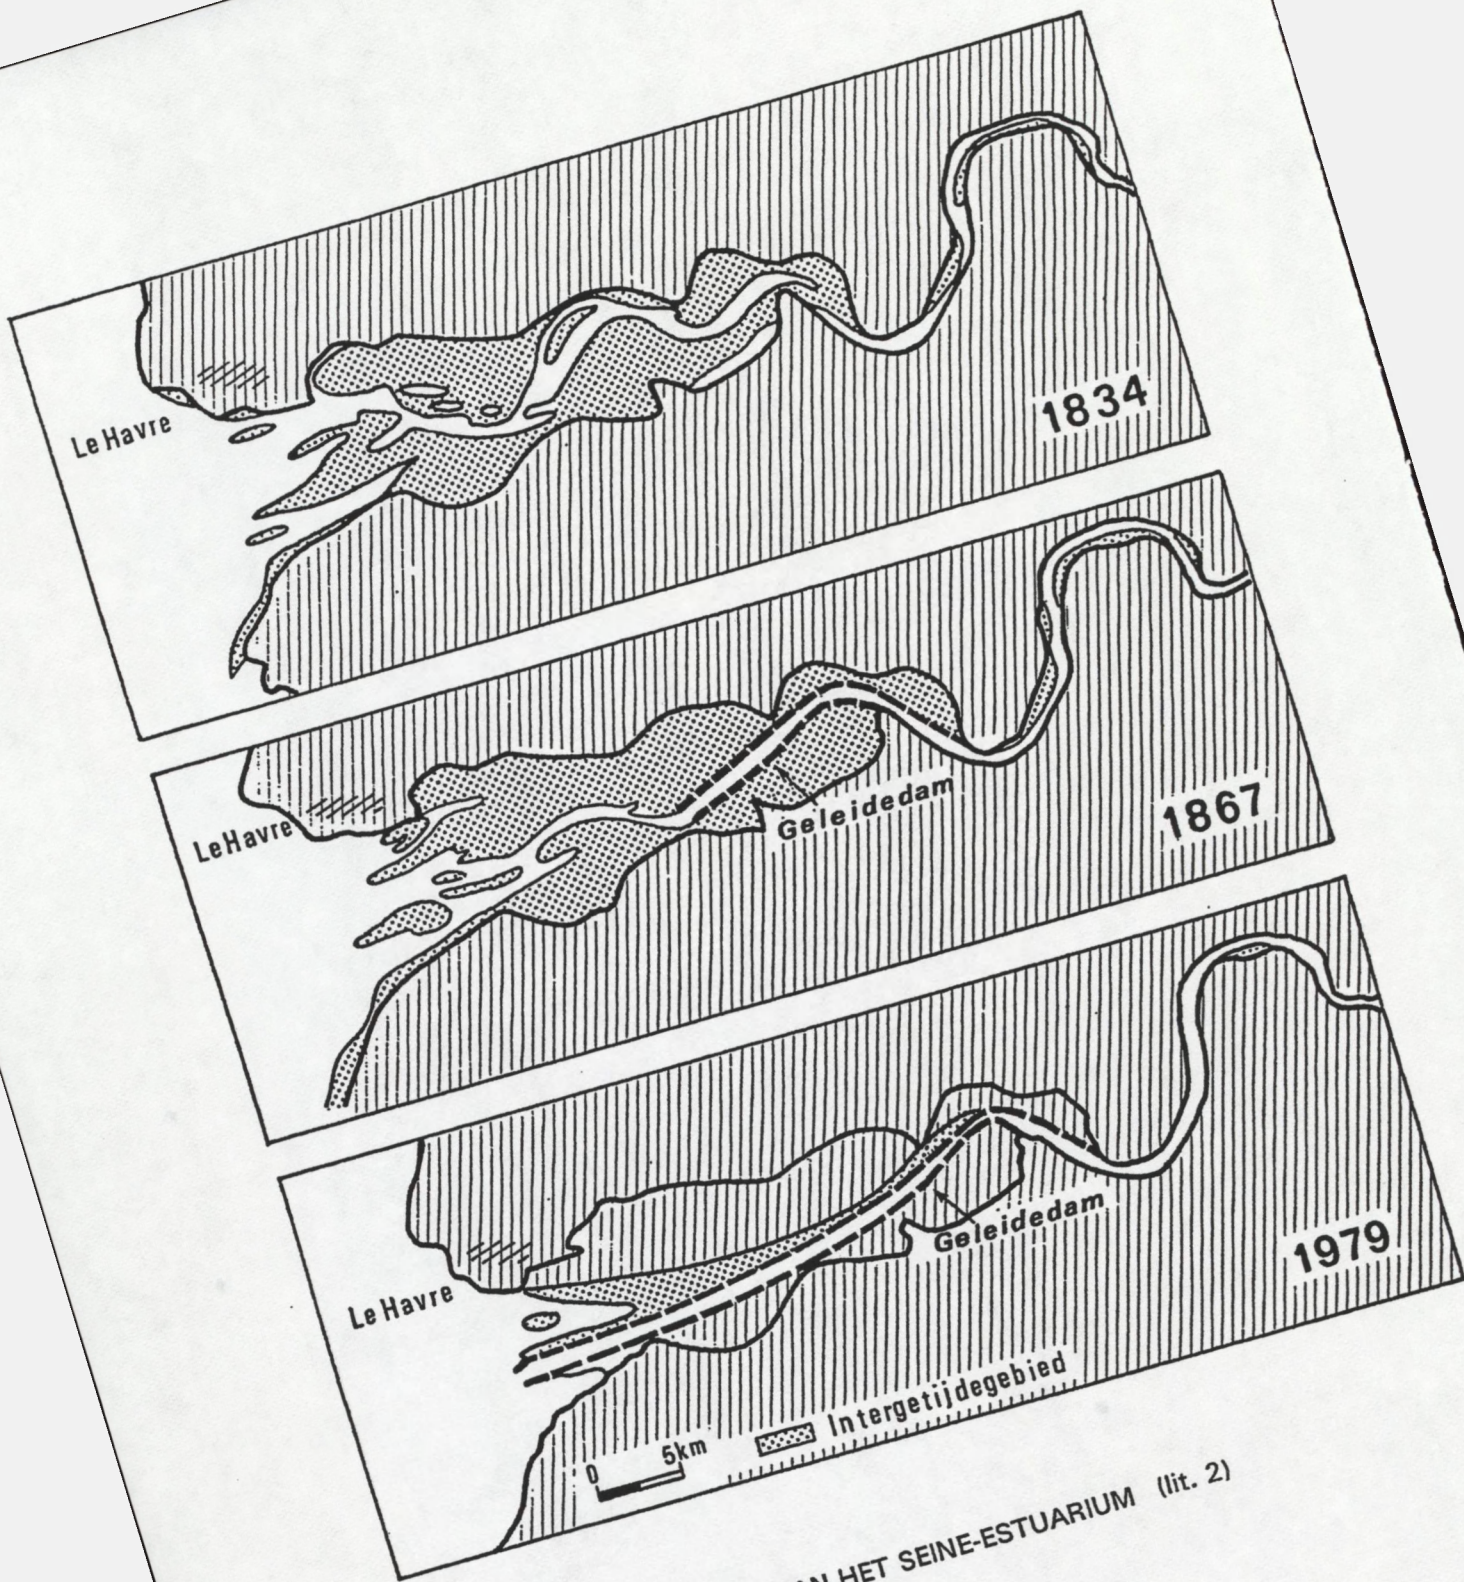 Le Havre
1834
Le Havre
Geleidedam
1867
Le Havre
Geleidedam
1979
0 5km
Intergetijdegebied
HET SEINE-ESTUARIUM (lit. 2)